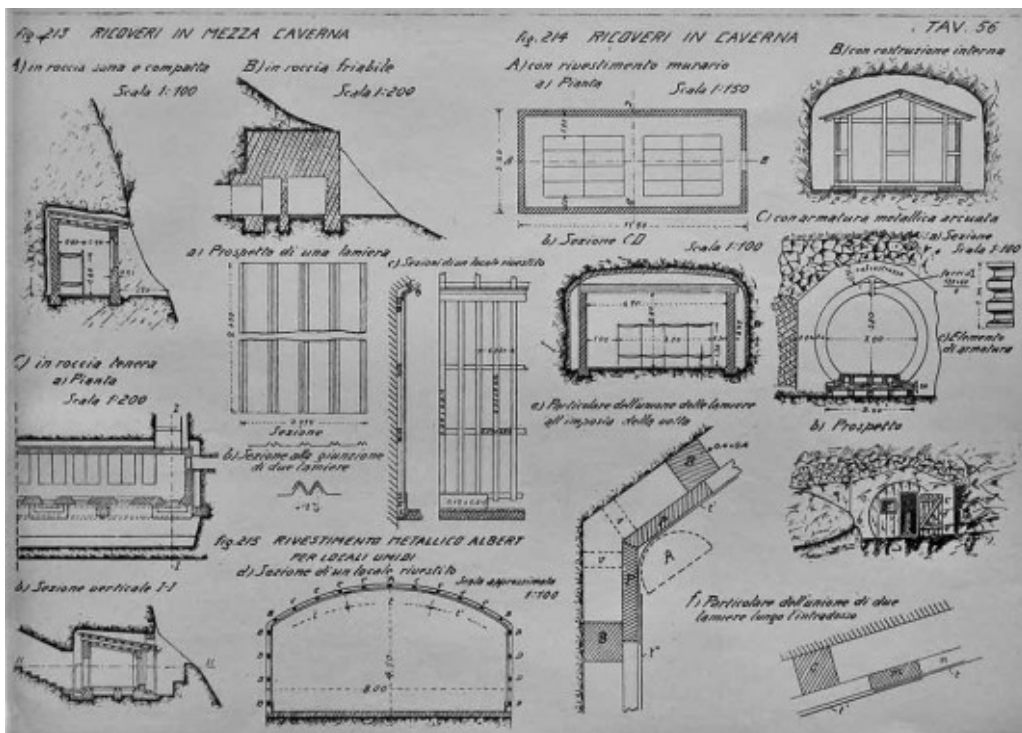 TAV. 56
fig. 213 RICOVERI IN MEZZA CAVERNA
A) in roccia sana e compatta
Scala 1:100
B) in roccia friabile
Scala 1:200
C) in roccia tenera
a) Pianta
Scala 1:200
b) Sezione verticale 1-1
fig. 214 RICOVERI IN CAVERNA
A) con rivestimento murario
a) Pianta
Scala 1:150
A
B
b) Sezione CD
Scala 1:100
B) con costruzione interna
C) con armatura metallica arcuata
a) Sezione
Scala 1:100
c) Elemento
di armatura
b) Prospetto
a) Prospetto di una lamiera
Sezione
b) Sezione alla giunzione
di due lamiere
c) Sezioni di un locale rivestito
fig. 215 RIVESTIMENTO METALLICO ALBERT
PER LOCALI UMIDI
d) Sezione di un locale rivestito
Scala approssimata
1:100
8.00
e) Particolare dell'unione delle lamiere
all'imposta della volta
B
A
B
f) Particolare dell'unione di due
lamiere lungo l'intradosso
C